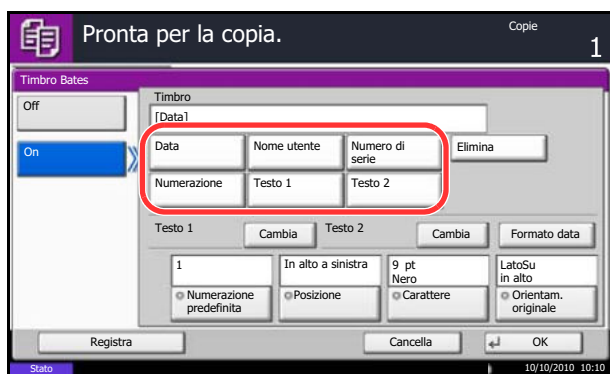 Pronta per la copia.
Copie
1
Timbro Bates
Off
On
Timbro
[Data]
Data
Nome utente
Numero di
serie
Elimina
Numerazione
Testo 1
Testo 2
Testo 1
Cambia
Testo 2
Cambia
Formato data
1
In alto a sinistra
9 pt
Nero
LatoSu
in alto
Numerazione
predefinita
Posizione
Carattere
Orientam.
originale
Registra
Cancella
OK
Stato
10/10/2010 10:10